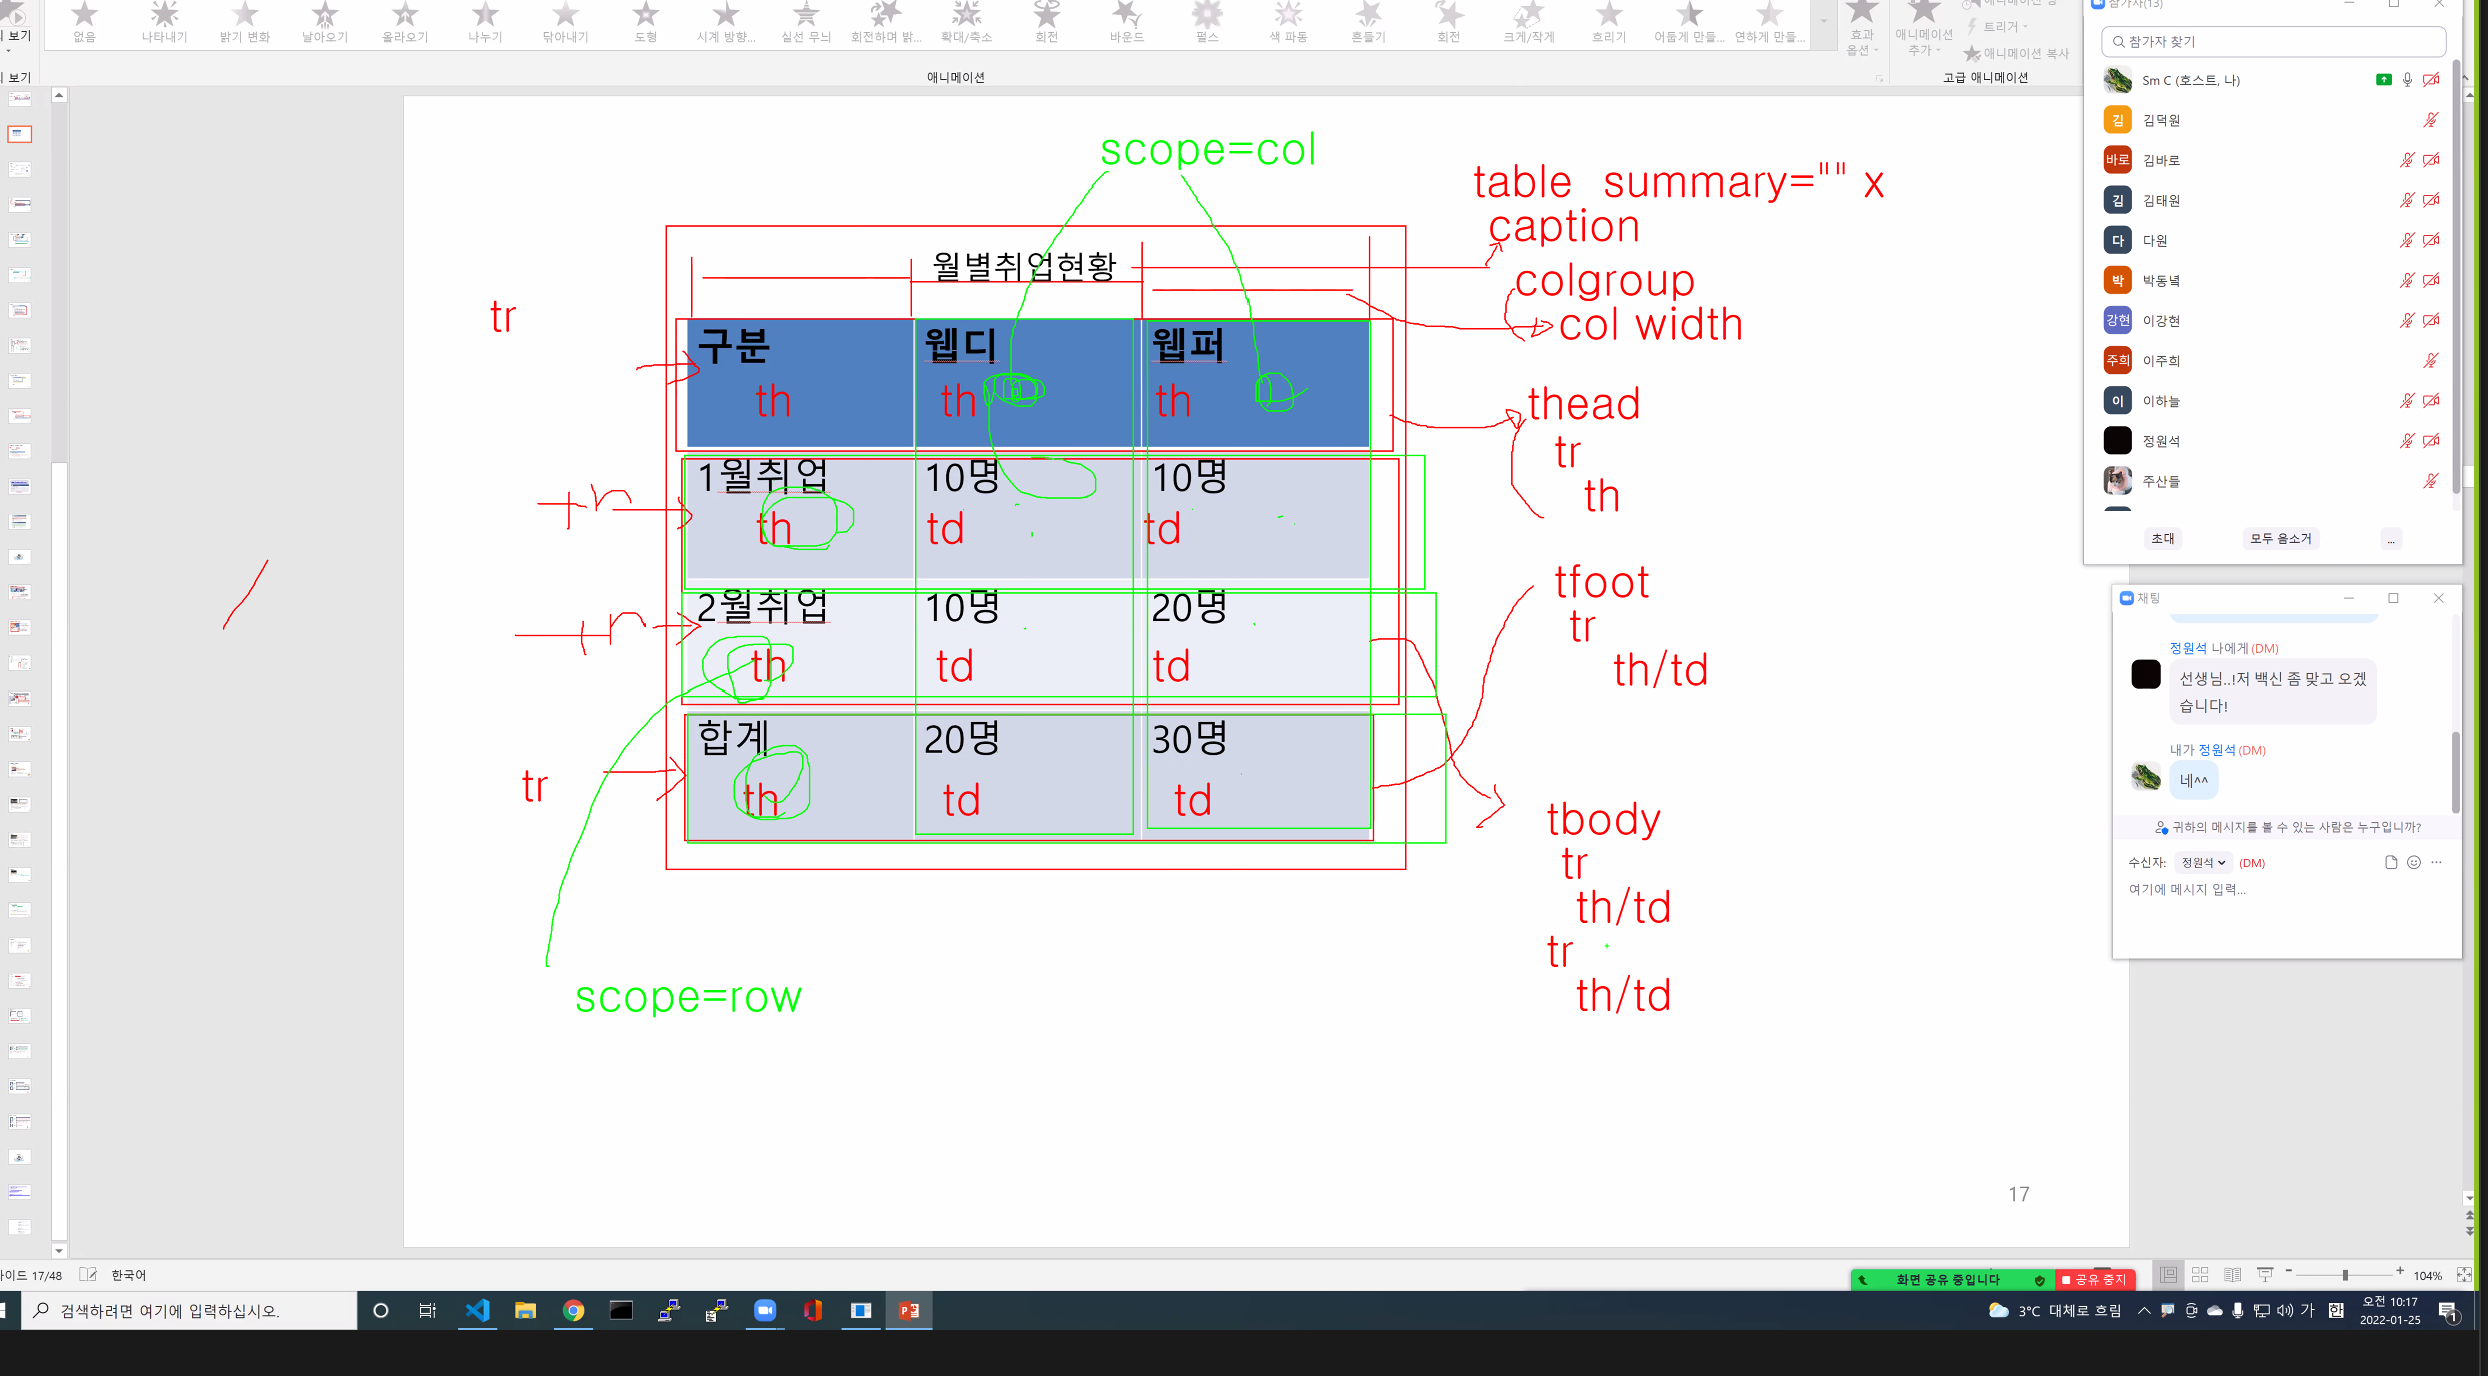 보기
없음
나타내기
밝기 변화
날아오기
올라오기
나누기
닦아내기
도형
시계 방향...
실선 무늬
회전하며 밝...
확대/축소
회전
바운드
펄스
색 파동
흔들기
회전
크게/작게
흐리기
어둡게 만들...
연하게 만들...
효과
옵션
애니메이션
추가
트리거
애니메이션 복사
보기
애니메이션
고급 애니메이션
scope=col
table summary="" x
caption
월별취업현황
colgroup
col width
tr
구분
웹디
웹퍼
th
th
th
thead
tr
th
1월취업
10명
10명
tr
th
td
td
tfoot
tr
th/td
2월취업
10명
20명
tr
th
td
td
합계
20명
30명
tr
th
td
td
tbody
tr
th/td
tr
th/td
scope=row
17
참가자(13)
참가자 찾기
Sm C (호스트, 나)
김
김덕원
바로
김바로
김
김태원
다
다원
박
박동녘
강현
이강현
주희
이주희
이
이하늘
정원석
주산들
초대
모두 음소거
...
채팅
정원석 나에게(DM)
선생님..!저 백신 좀 맞고 오겠
습니다!
내가 정원석(DM)
네^^
귀하의 메시지를 볼 수 있는 사람은 누구입니까?
수신자: 정원석 (DM)
여기에 메시지 입력...
17/48
한국어
화면 공유 중입니다
공유 중지
104%
검색하려면 여기에 입력하십시오.
3°C 대체로 흐림
가
한
오전 10:17
2022-01-25
1